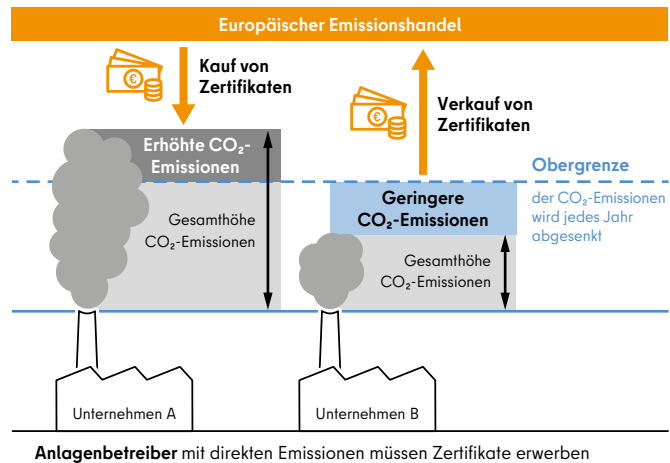 Europäischer Emissionshandel
Kauf von
Zertifikaten
Verkauf von
Zertifikaten
Erhöhte CO₂-
Emissionen
Obergrenze
der CO₂-Emissionen
wird jedes Jahr
abgesenkt
Geringere
CO₂-Emissionen
Gesamthöhe
CO₂-Emissionen
Gesamthöhe
CO₂-Emissionen
Unternehmen A
Unternehmen B
Anlagenbetreiber mit direkten Emissionen müssen Zertifikate erwerben